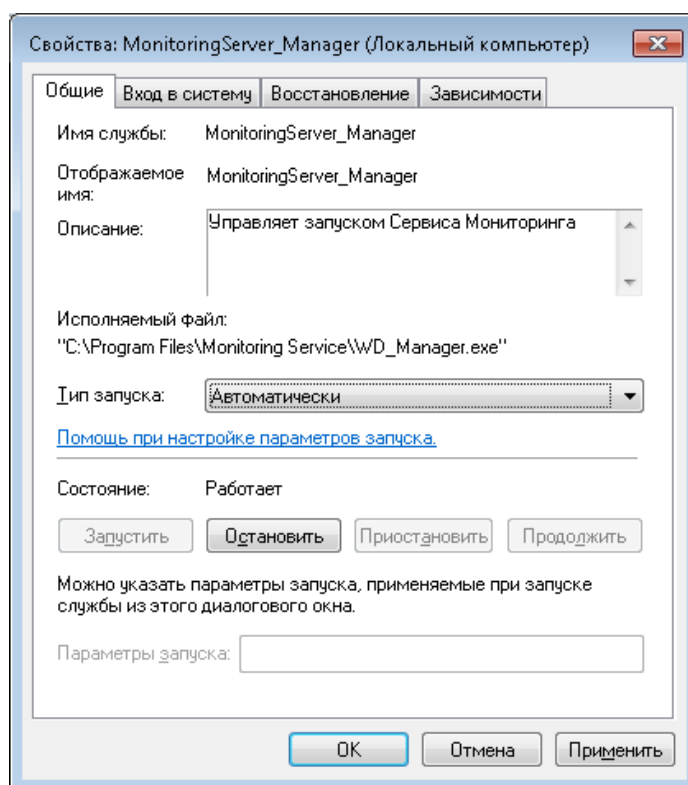 Свойства: MonitoringServer_Manager (Локальный компьютер)
Общие Вход в систему Восстановление Зависимости
Имя службы: MonitoringServer_Manager
Отображаемое имя: MonitoringServer_Manager
Описание: Управляет запуском Сервиса Мониторинга
Исполняемый файл:
"C:\Program Files\Monitoring Service\WD_Manager.exe"
Тип запуска: Автоматически
Помощь при настройке параметров запуска.
Состояние: Работает
Запустить Остановить Приостановить Продолжить
Можно указать параметры запуска, применяемые при запуске
службы из этого диалогового окна.
Параметры запуска:
OK Отмена Применить